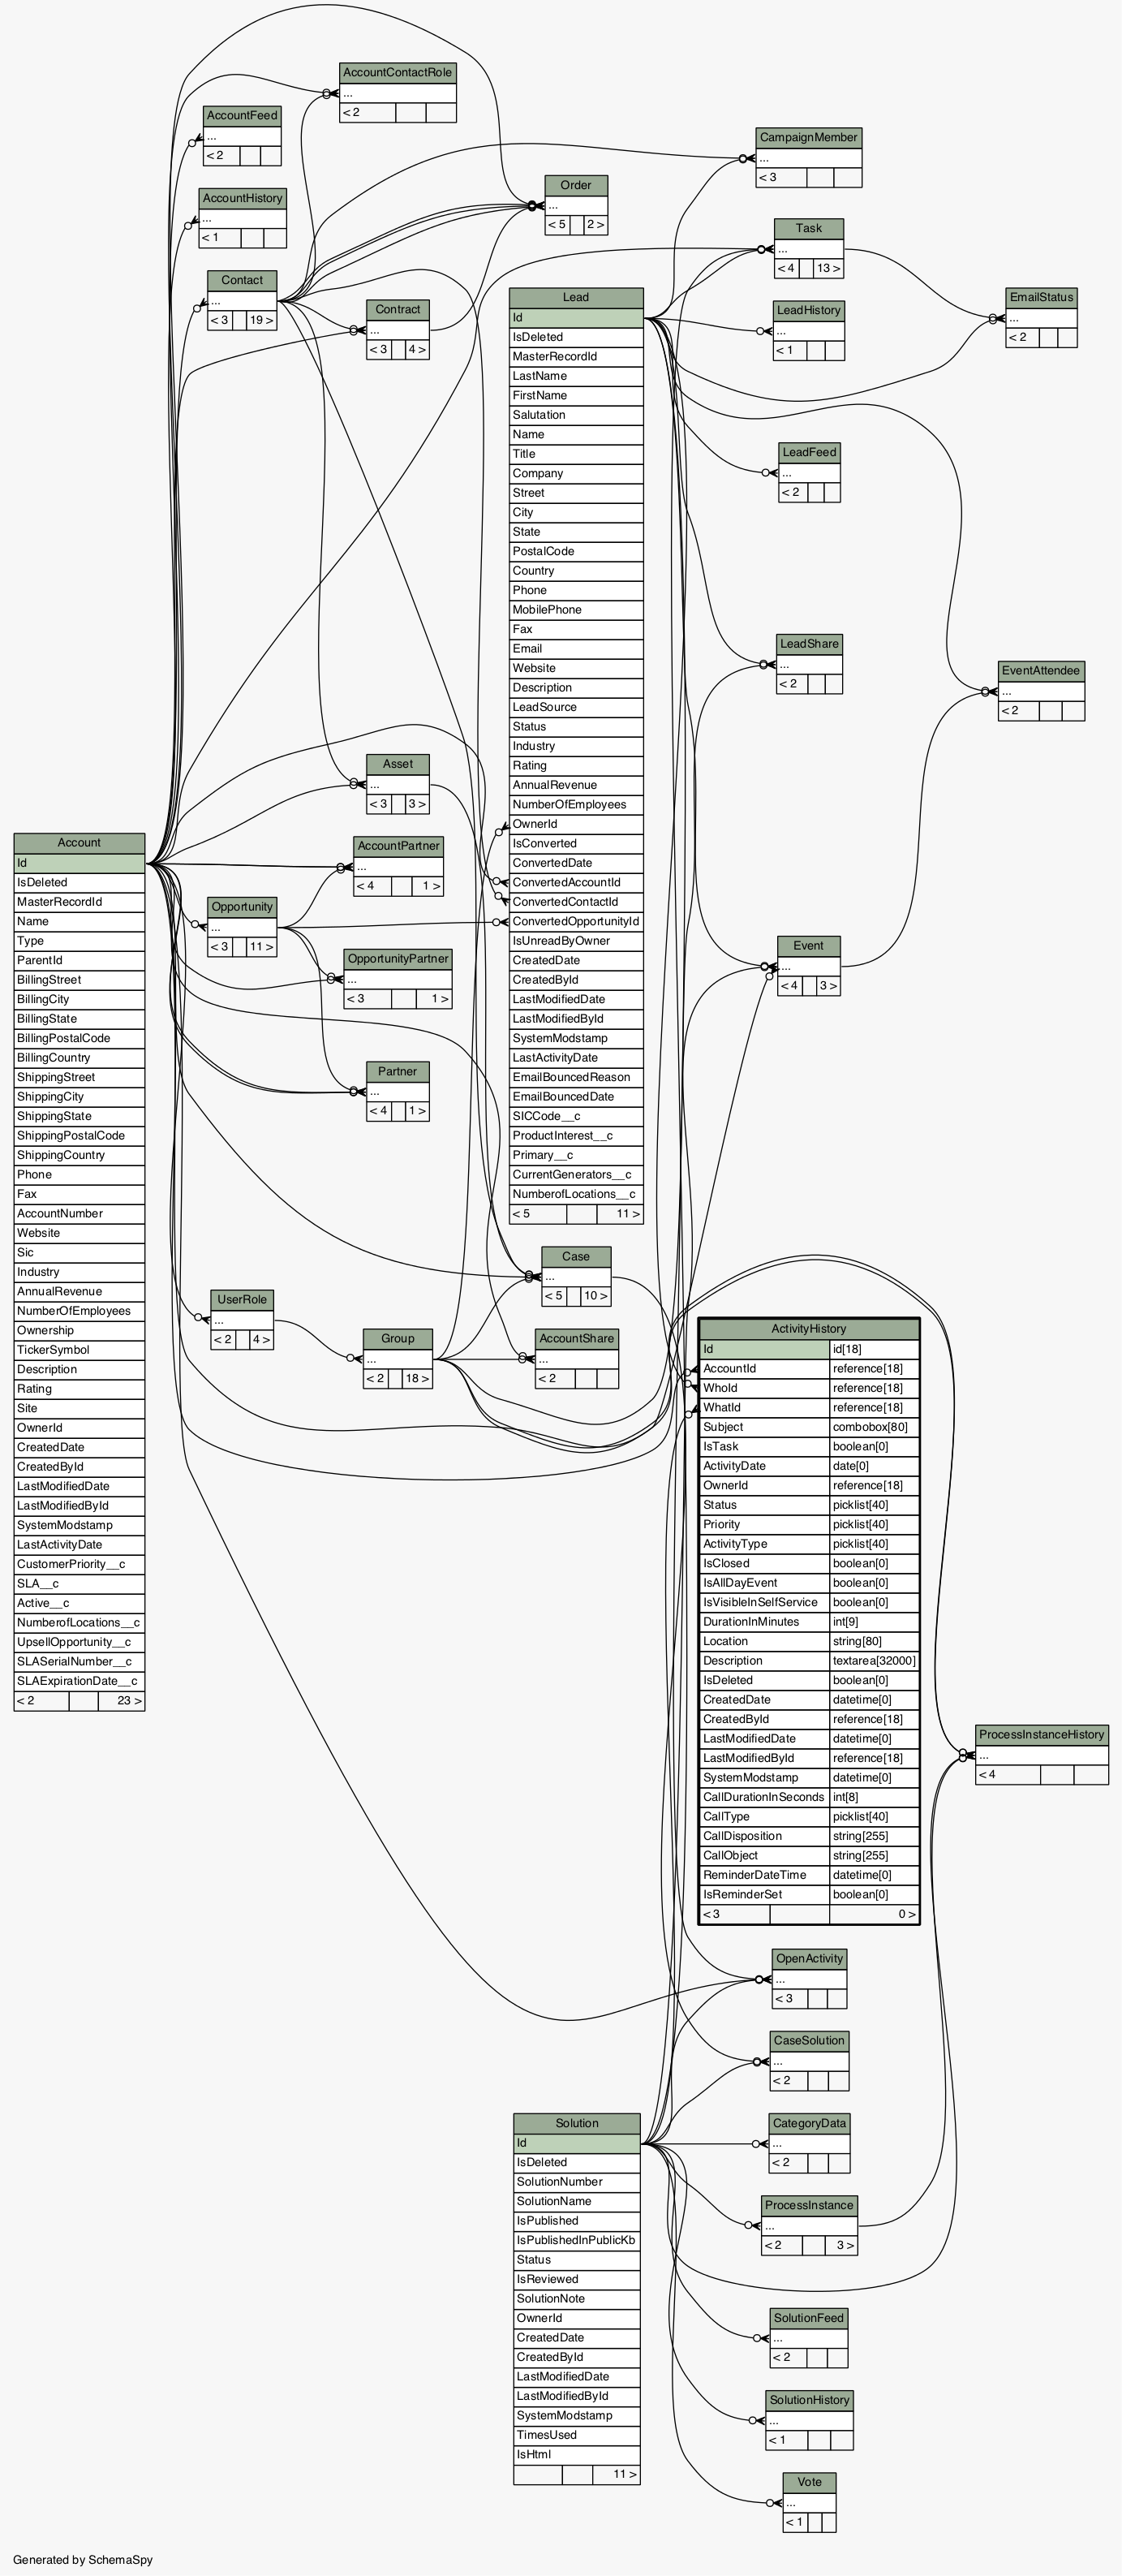 AccountContactRole
...
< 2
AccountFeed
...
< 2
AccountHistory
...
< 1
Contact
...
< 3 19 >
Contract
...
< 3 4 >
Order
...
< 5 2 >
CampaignMember
...
< 3
Task
...
< 4 13 >
LeadHistory
...
< 1
EmailStatus
...
< 2
LeadFeed
...
< 2
LeadShare
...
< 2
EventAttendee
...
< 2
Lead
Id
IsDeleted
MasterRecordId
LastName
FirstName
Salutation
Name
Title
Company
Street
City
State
PostalCode
Country
Phone
MobilePhone
Fax
Email
Website
Description
LeadSource
Status
Industry
Rating
AnnualRevenue
NumberOfEmployees
OwnerId
IsConverted
ConvertedDate
ConvertedAccountId
ConvertedContactId
ConvertedOpportunityId
IsUnreadByOwner
CreatedDate
CreatedById
LastModifiedDate
LastModifiedById
SystemModstamp
LastActivityDate
EmailBouncedReason
EmailBouncedDate
SICCode__c
ProductInterest__c
Primary__c
CurrentGenerators__c
NumberofLocations__c
< 5 11 >
Asset
...
< 3 3 >
AccountPartner
...
< 4 1 >
Opportunity
...
< 3 11 >
OpportunityPartner
...
< 3 1 >
Partner
...
< 4 1 >
Event
...
< 4 3 >
Account
Id
IsDeleted
MasterRecordId
Name
Type
ParentId
BillingStreet
BillingCity
BillingState
BillingPostalCode
BillingCountry
ShippingStreet
ShippingCity
ShippingState
ShippingPostalCode
ShippingCountry
Phone
Fax
AccountNumber
Website
Sic
Industry
AnnualRevenue
NumberOfEmployees
Ownership
TickerSymbol
Description
Rating
Site
OwnerId
CreatedDate
CreatedById
LastModifiedDate
LastModifiedById
SystemModstamp
LastActivityDate
CustomerPriority__c
SLA__c
Active__c
NumberofLocations__c
UpsellOpportunity__c
SLASerialNumber__c
SLAExpirationDate__c
< 2 23 >
Case
...
< 5 10 >
UserRole
...
< 2 4 >
Group
...
< 2 18 >
AccountShare
...
< 2
ActivityHistory
Id id[18]
AccountId reference[18]
WhoId reference[18]
WhatId reference[18]
Subject combobox[80]
IsTask boolean[0]
ActivityDate date[0]
OwnerId reference[18]
Status picklist[40]
Priority picklist[40]
ActivityType picklist[40]
IsClosed boolean[0]
IsAllDayEvent boolean[0]
IsVisibleInSelfService boolean[0]
DurationInMinutes int[9]
Location string[80]
Description textarea[32000]
IsDeleted boolean[0]
CreatedDate datetime[0]
CreatedById reference[18]
LastModifiedDate datetime[0]
LastModifiedById reference[18]
SystemModstamp datetime[0]
CallDurationInSeconds int[8]
CallType picklist[40]
CallDisposition string[255]
CallObject string[255]
ReminderDateTime datetime[0]
IsReminderSet boolean[0]
< 3 0 >
ProcessInstanceHistory
...
< 4
OpenActivity
...
< 3
CaseSolution
...
< 2
CategoryData
...
< 2
ProcessInstance
...
< 2 3 >
SolutionFeed
...
< 2
SolutionHistory
...
< 1
Vote
...
< 1
Solution
Id
IsDeleted
SolutionNumber
SolutionName
IsPublished
IsPublishedInPublicKb
Status
IsReviewed
SolutionNote
OwnerId
CreatedDate
CreatedById
LastModifiedDate
LastModifiedById
SystemModstamp
TimesUsed
IsHtml
11 >
Generated by SchemaSpy